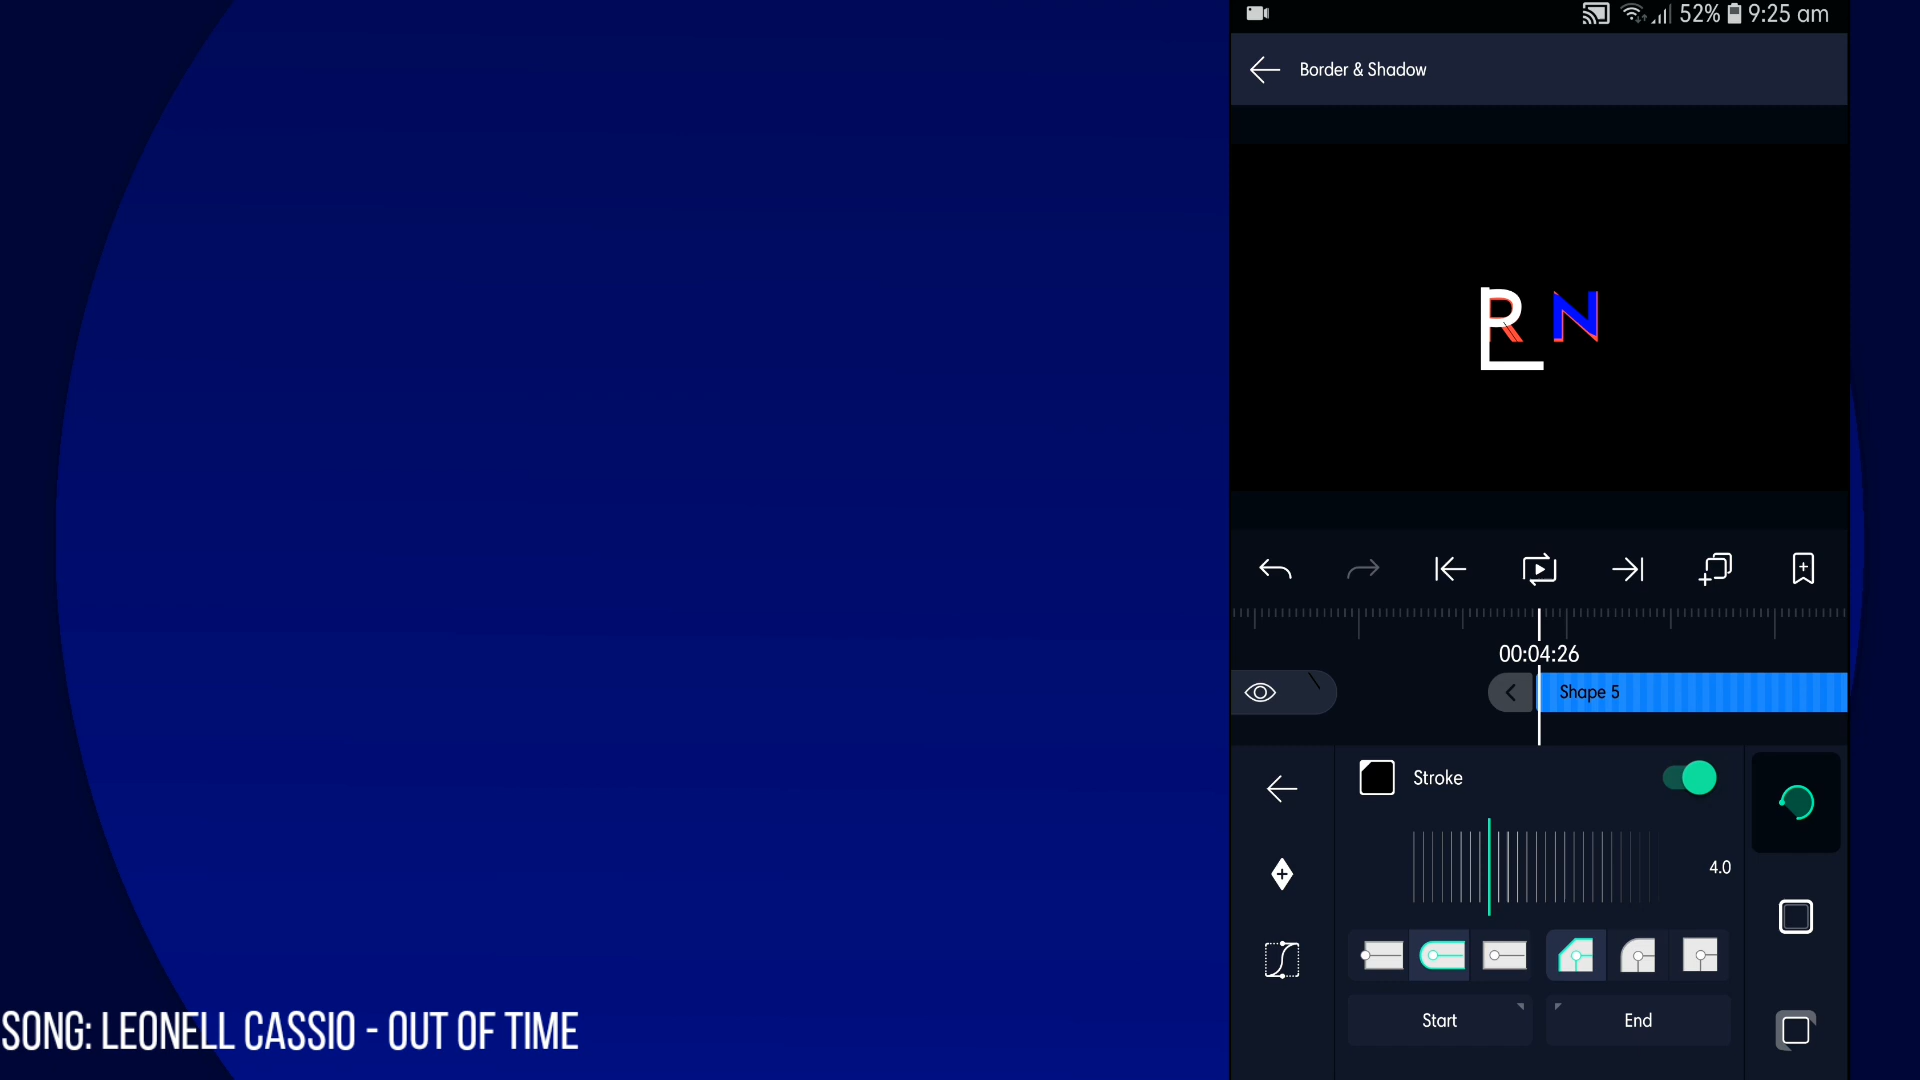 52% 9:25 am
Border & Shadow
R N
00:04:26
Shape 5
Stroke
4.0
Start End
SONG: LEONELL CASSIO - OUT OF TIME